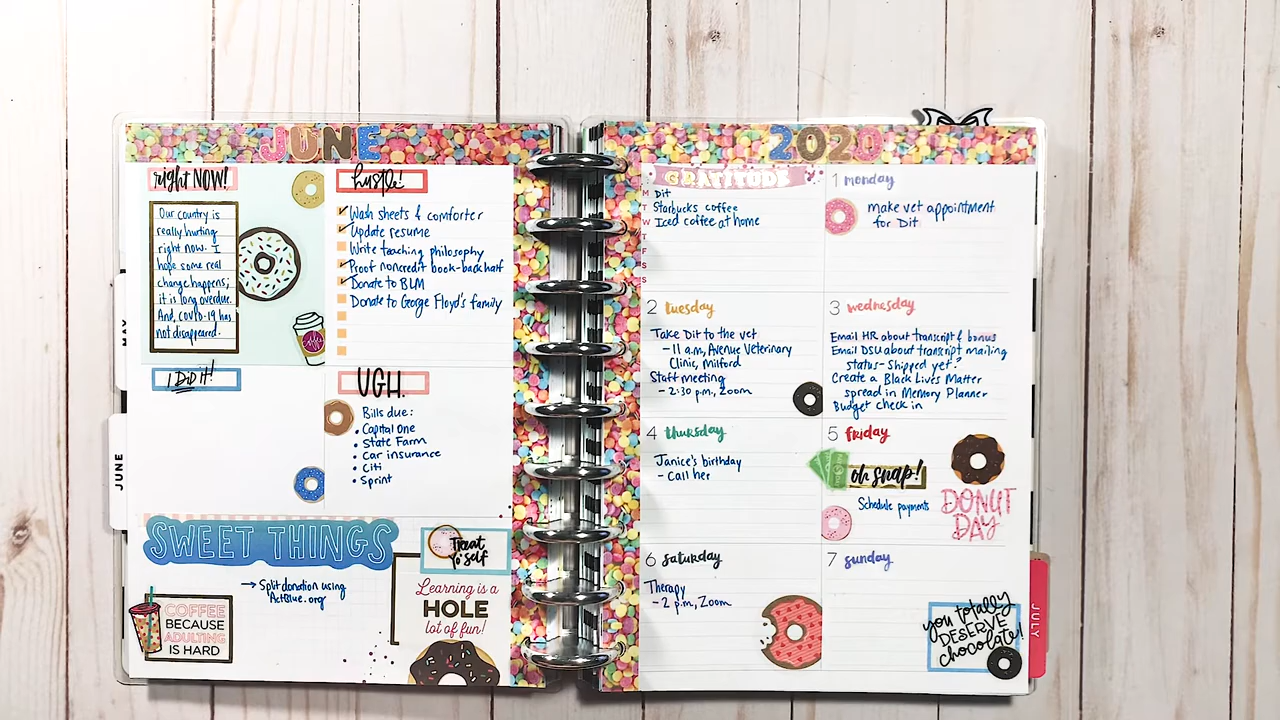 JUNE
right NOW!
Our country is
really hurting
right now. I
hope some real
change happens;
it is long overdue.
And, covid-19 has
not disappeared.
hustle!
Wash sheets & comforter
Update resume
Write teaching philosophy
Proof noncredit book-back half
Donate to BLM
Donate to George Floyd's family
I DID IT!
UGH.
Bills due:
• Capital One
• State Farm
• Car insurance
• Citi
• Sprint
SWEET THINGS
→ Split donation using
ActBlue.org
COFFEE
BECAUSE
ADULTING
IS HARD
Treat
Yo'self
Learning is a
HOLE
lot of fun!
MAY
JUNE
2020
GRATITUDE
M Dit
T Starbucks coffee
W Iced coffee at home
T
F
S
S
1 monday
make vet appointment
for Dit
2 tuesday
Take Dit to the vet
- 11 a.m, Avenue Veterinary
Clinic, Milford
Staff meeting
- 2:30 p.m., Zoom
3 wednesday
Email HR about transcript & bonus
Email DSU about transcript mailing
status - shipped yet?
Create a Black Lives Matter
spread in Memory Planner
Budget check in
4 thursday
Janice's birthday
- Call her
5 friday
oh snap!
Schedule payments
DONUT
DAY
6 saturday
Therapy
- 2 p.m, Zoom
7 sunday
you totally
DESERVE
chocolate!
JULY